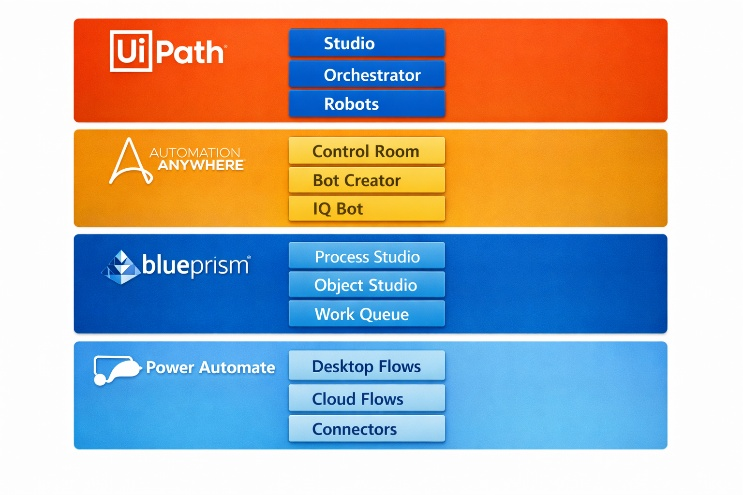 UiPath
Studio
Orchestrator
Robots
AUTOMATION
ANYWHERE
Control Room
Bot Creator
IQ Bot
blueprism®
Process Studio
Object Studio
Work Queue
Power Automate
Desktop Flows
Cloud Flows
Connectors